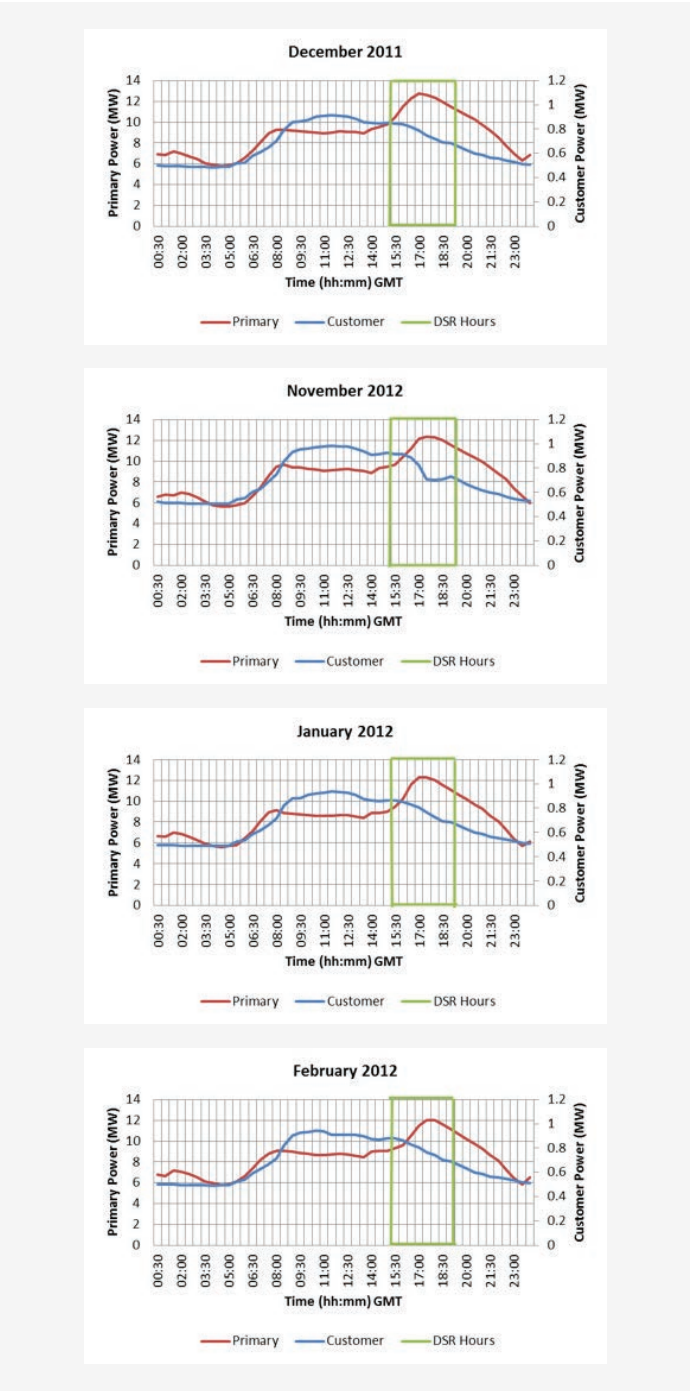 December 2011
14
12
10
8
6
4
2
0
Primary Power (MW)
1.2
1
0.8
0.6
0.4
0.2
0
Customer Power (MW)
00:30 02:00 03:30 05:00 06:30 08:00 09:30 11:00 12:30 14:00 15:30 17:00 18:30 20:00 21:30 23:00
Time (hh:mm) GMT
Primary Customer DSR Hours
November 2012
14
12
10
8
6
4
2
0
Primary Power (MW)
1.2
1
0.8
0.6
0.4
0.2
0
Customer Power (MW)
00:30 02:00 03:30 05:00 06:30 08:00 09:30 11:00 12:30 14:00 15:30 17:00 18:30 20:00 21:30 23:00
Time (hh:mm) GMT
Primary Customer DSR Hours
January 2012
14
12
10
8
6
4
2
0
Primary Power (MW)
1.2
1
0.8
0.6
0.4
0.2
0
Customer Power (MW)
00:30 02:00 03:30 05:00 06:30 08:00 09:30 11:00 12:30 14:00 15:30 17:00 18:30 20:00 21:30 23:00
Time (hh:mm) GMT
Primary Customer DSR Hours
February 2012
14
12
10
8
6
4
2
0
Primary Power (MW)
1.2
1
0.8
0.6
0.4
0.2
0
Customer Power (MW)
00:30 02:00 03:30 05:00 06:30 08:00 09:30 11:00 12:30 14:00 15:30 17:00 18:30 20:00 21:30 23:00
Time (hh:mm) GMT
Primary Customer DSR Hours